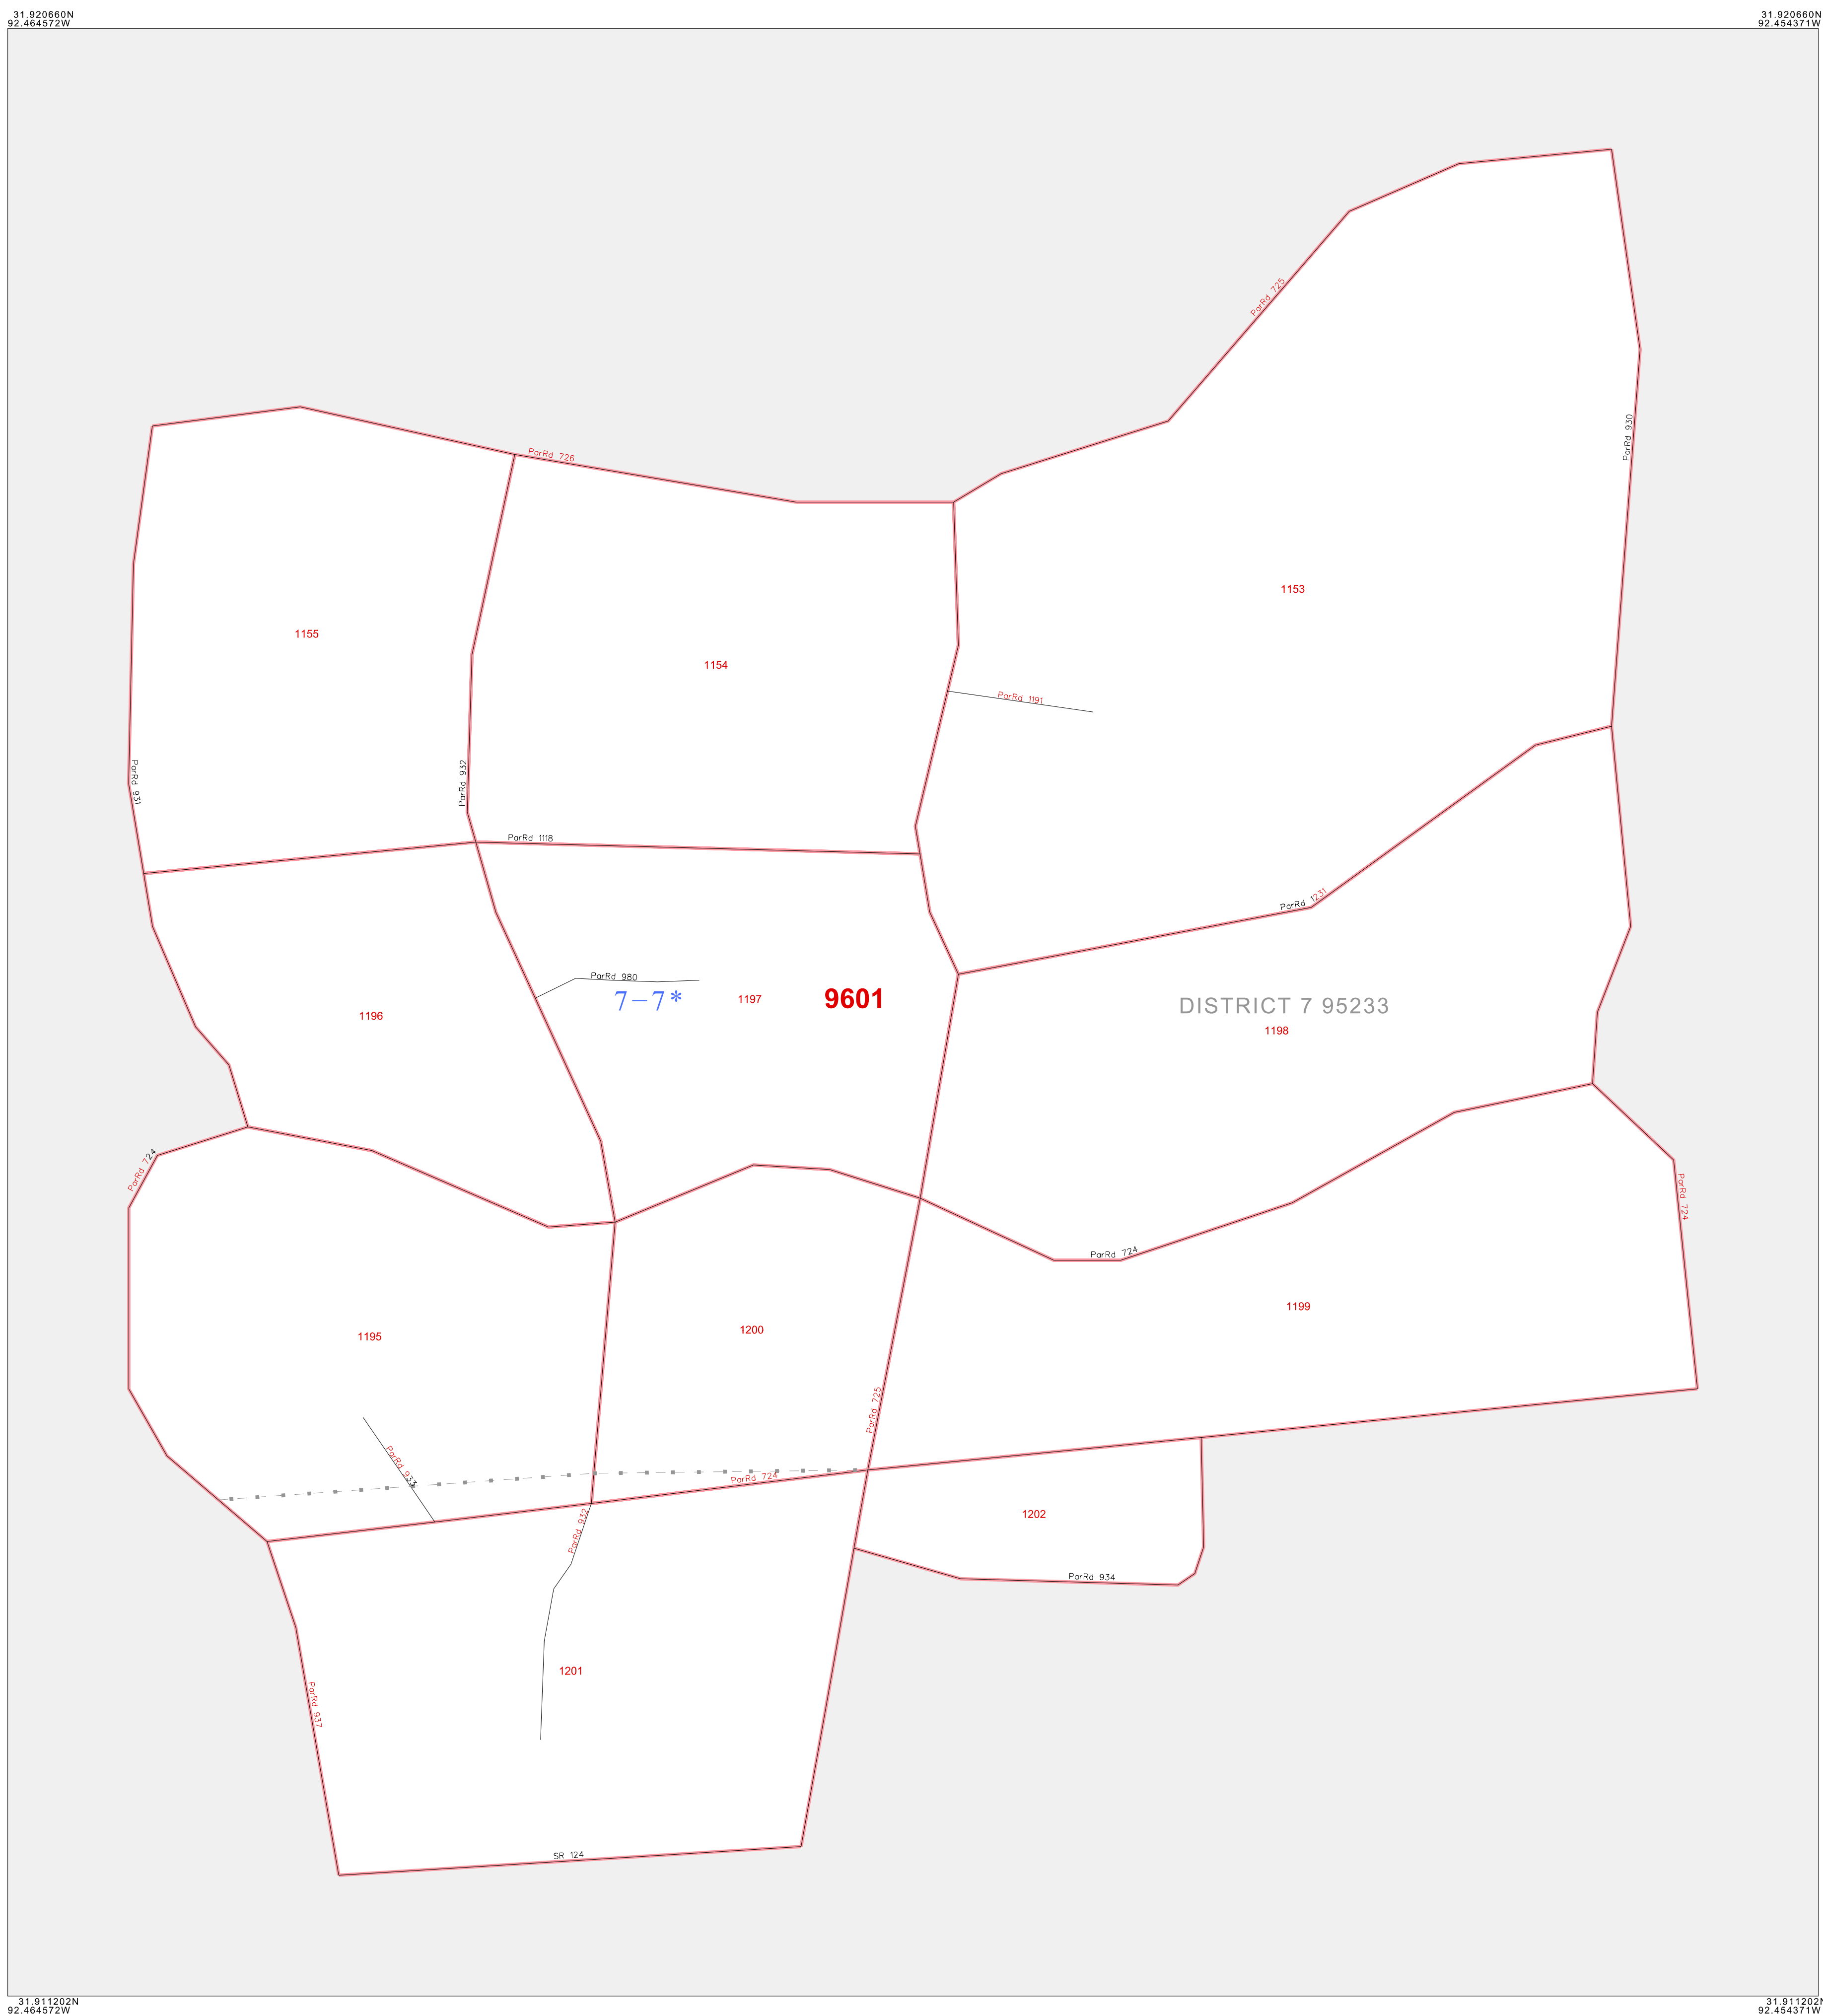 31.920660N
92.464572W
31.920660N
92.454371W
ParRd 725
ParRd 930
ParRd 726
1153
1155
1154
ParRd 1191
ParRd 931
ParRd 932
ParRd 1118
ParRd 1231
ParRd 980
7-7*
1197
9601
DISTRICT 7 95233
1196
1198
ParRd 724
ParRd 724
ParRd 724
1199
1200
1195
ParRd 725
ParRd 933
ParRd 724
1202
ParRd 932
ParRd 934
1201
ParRd 937
SR 124
31.911202N
92.464572W
31.911202N
92.454371W